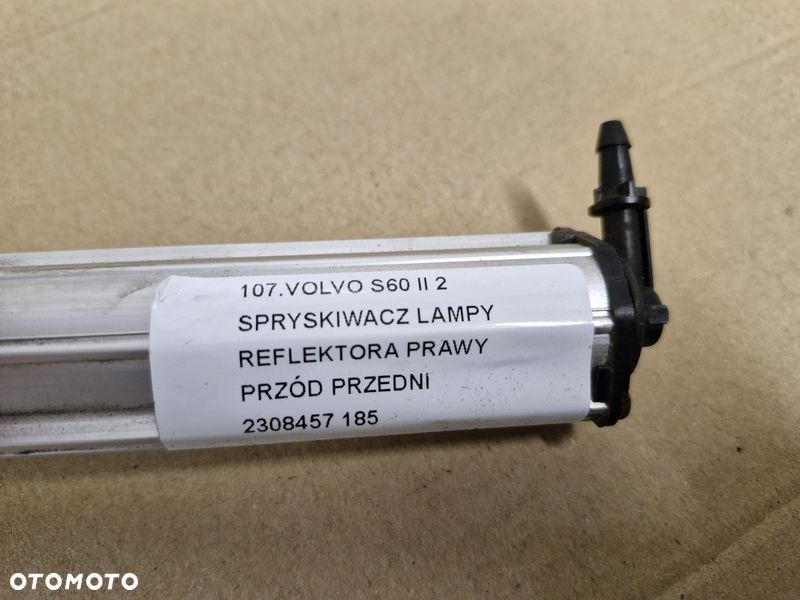 107.VOLVO S60 II 2
SPRYSKIWACZ LAMPY
REFLEKTORA PRAWY
PRZÓD PRZEDNI
2308457 185
OTOMOTO